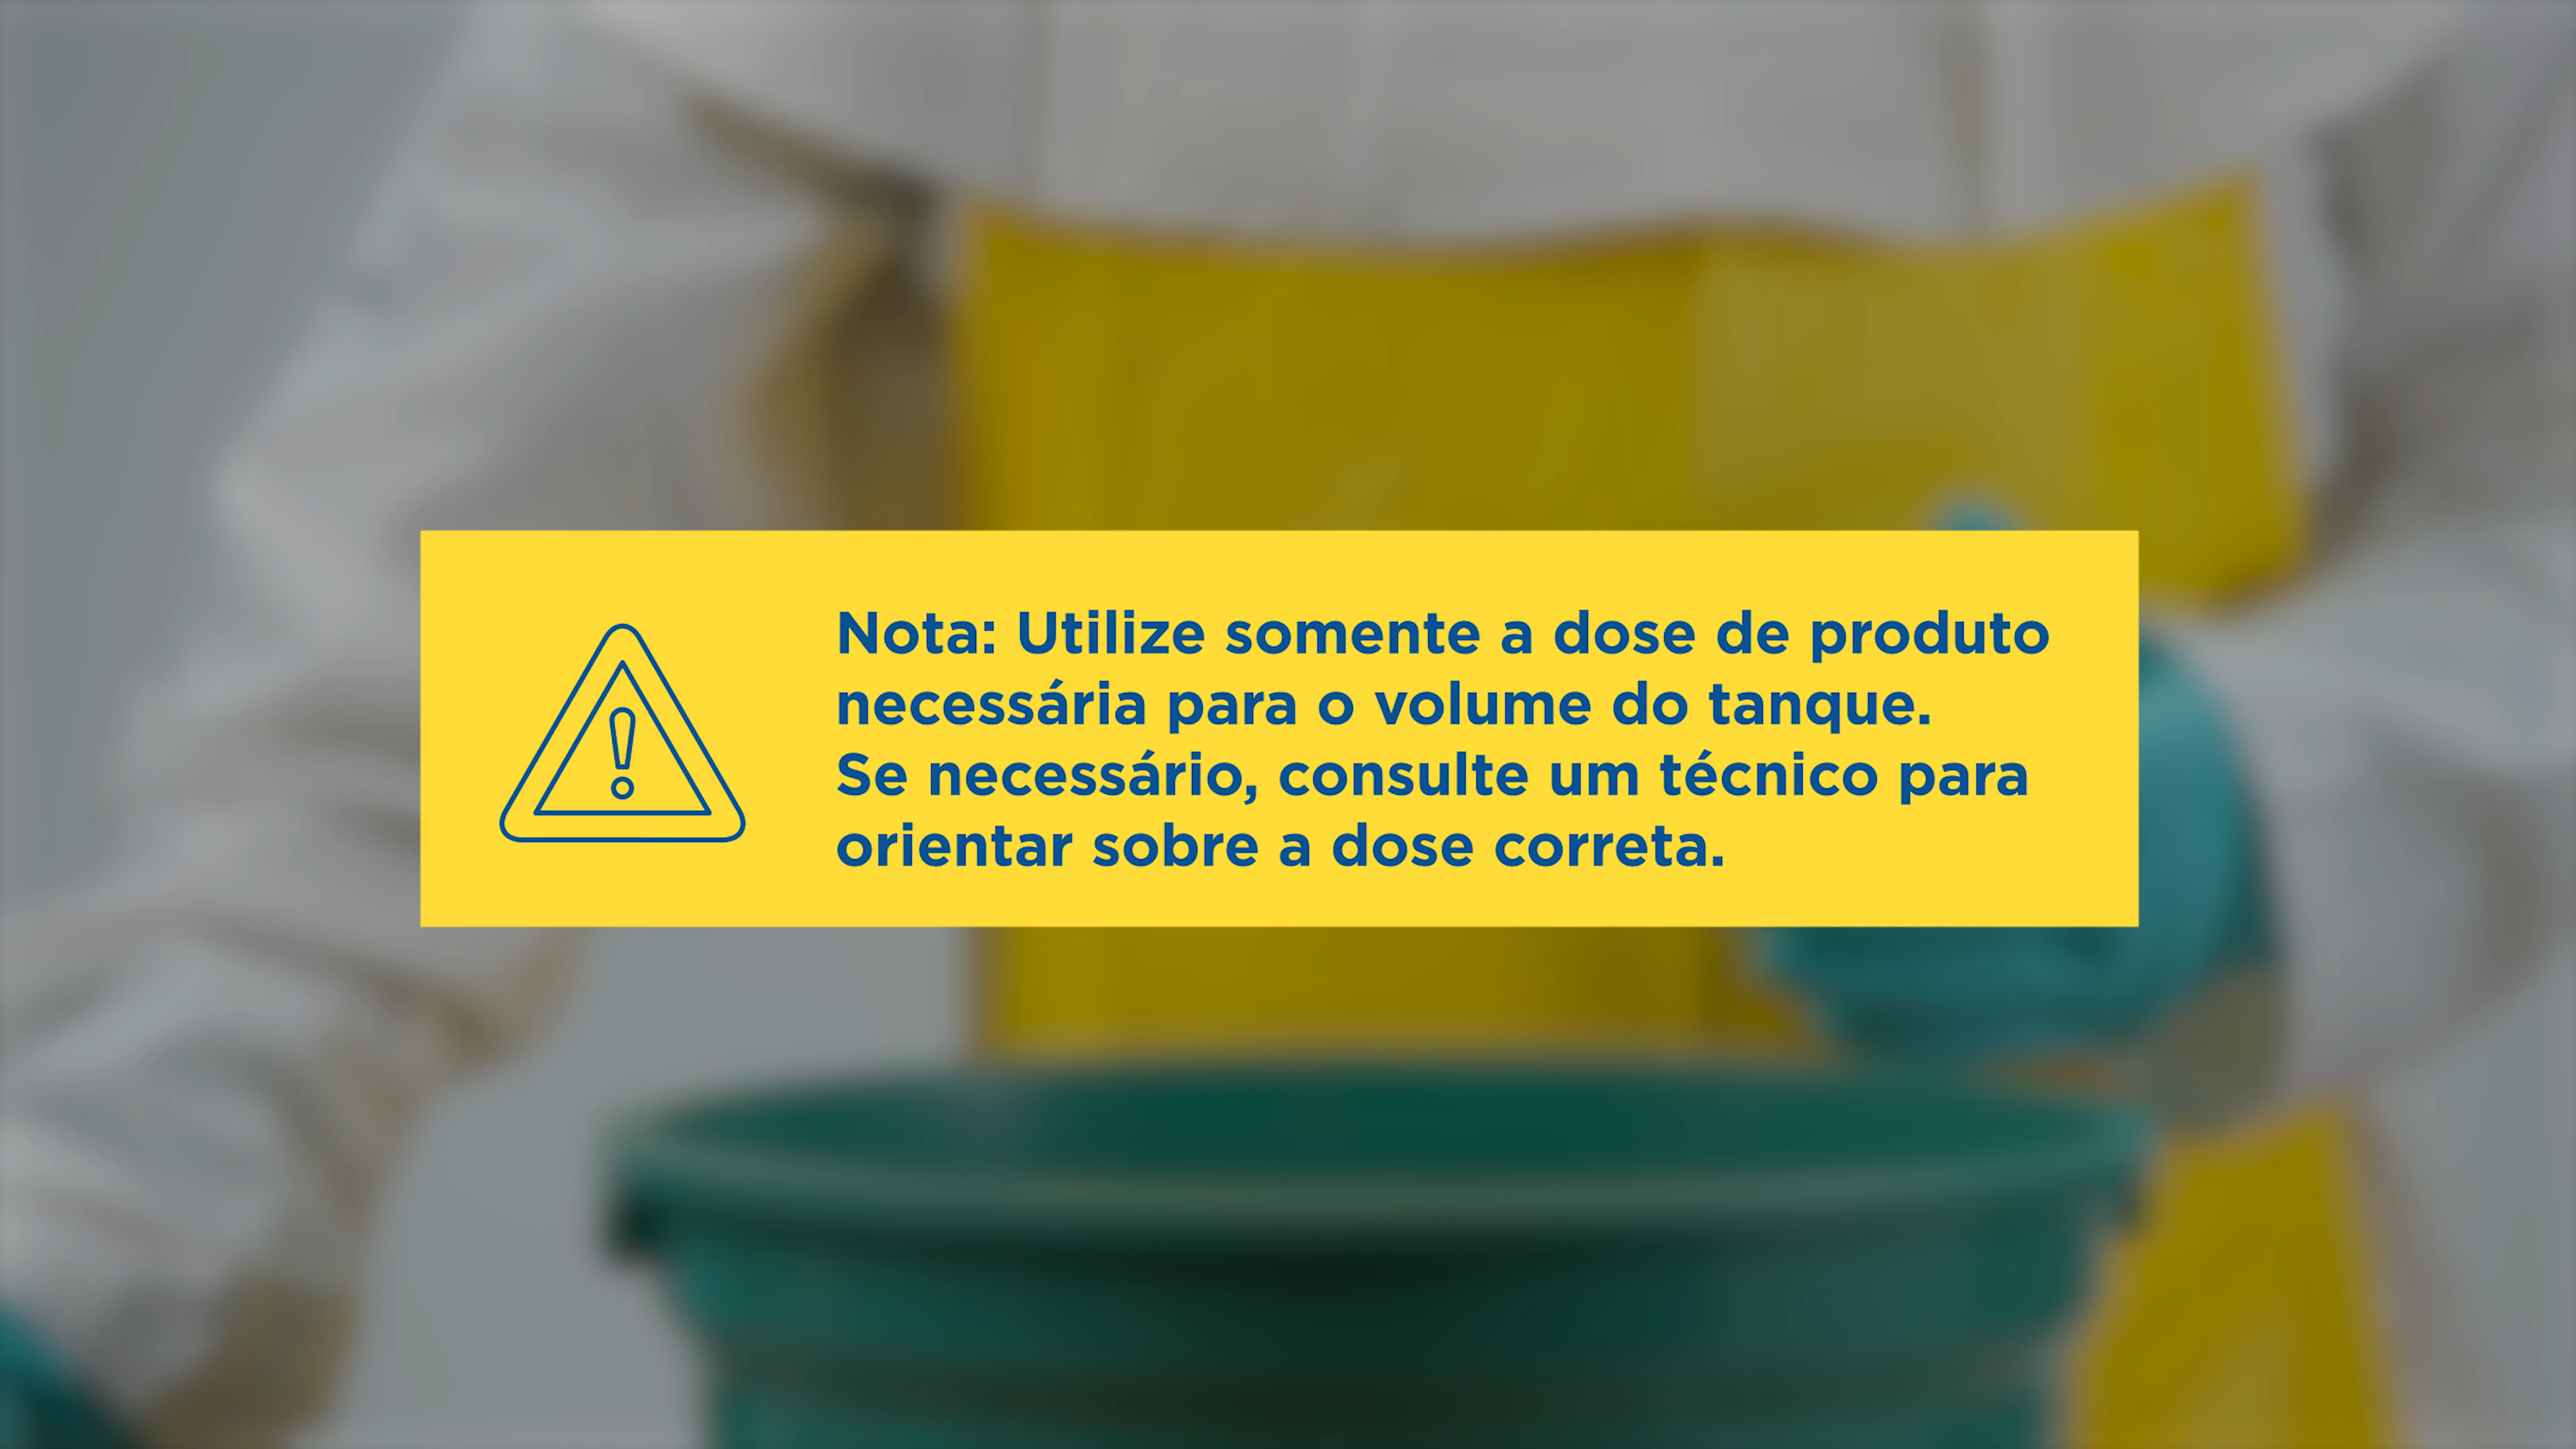 Nota: Utilize somente a dose de produto
necessária para o volume do tanque.
Se necessário, consulte um técnico para
orientar sobre a dose correta.